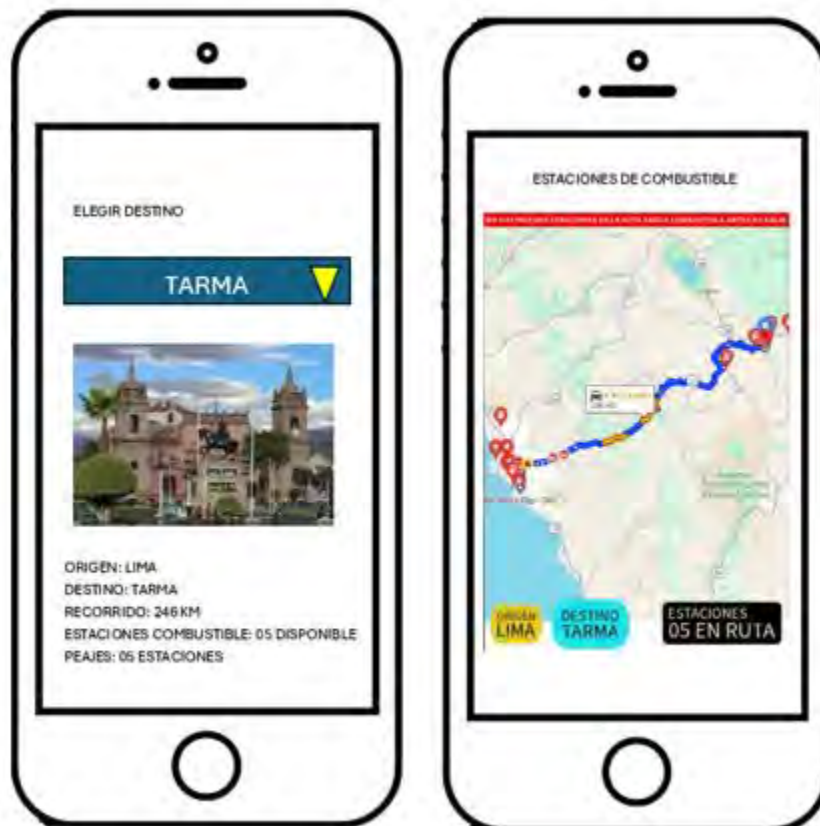 ELEGIR DESTINO
TARMA
ORIGEN: LIMA
DESTINO: TARMA
RECORRIDO: 246 KM
ESTACIONES COMBUSTIBLE: 05 DISPONIBLE
PEAJES: 05 ESTACIONES
ESTACIONES DE COMBUSTIBLE
ORIGEN
LIMA
DESTINO
TARMA
ESTACIONES
05 EN RUTA